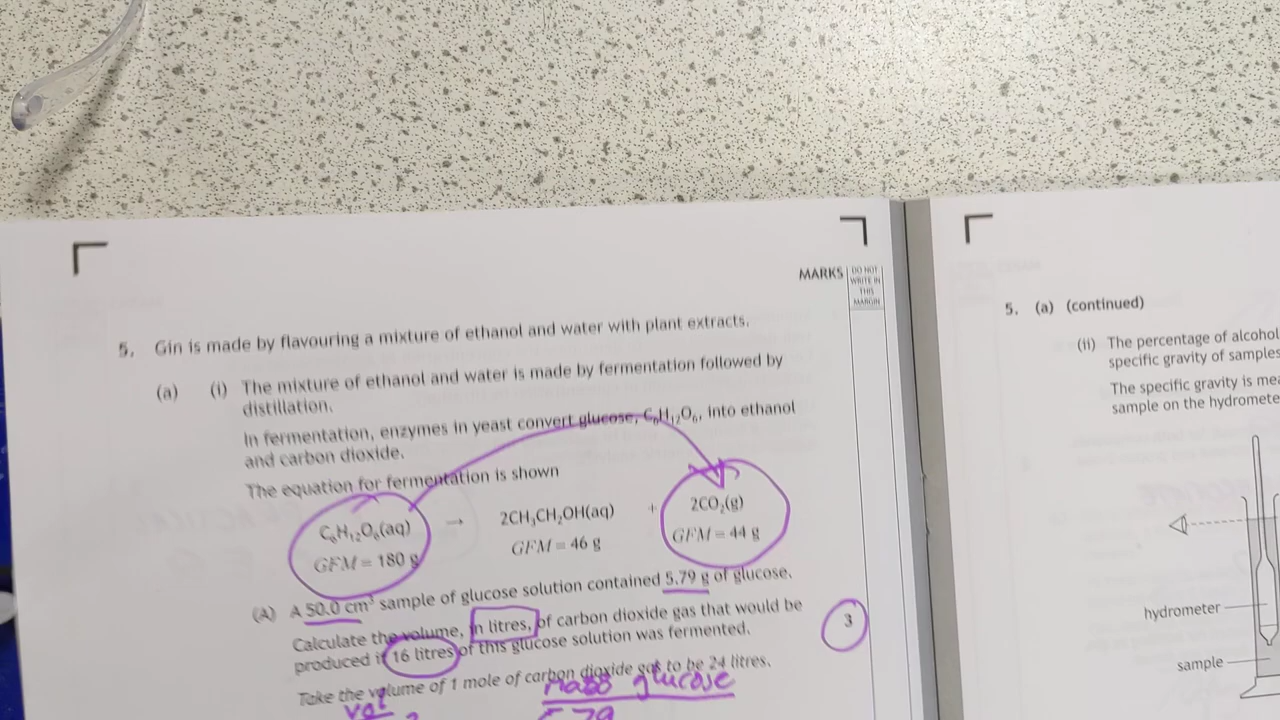 MARKS
DO NOT
WRITE IN
THIS
MARGIN
5. Gin is made by flavouring a mixture of ethanol and water with plant extracts.
(a) (i) The mixture of ethanol and water is made by fermentation followed by
distillation.
In fermentation, enzymes in yeast convert glucose, C₆H₁₂O₆, into ethanol
and carbon dioxide.
The equation for fermentation is shown
C₆H₁₂O₆(aq) → 2CH₃CH₂OH(aq) + 2CO₂(g)
GFM = 180 g GFM = 46 g GFM = 44 g
(A) A 50.0 cm³ sample of glucose solution contained 5.79 g of glucose.
Calculate the volume, in litres, of carbon dioxide gas that would be
produced if 16 litres of this glucose solution was fermented.
3
Take the volume of 1 mole of carbon dioxide gas to be 24 litres.
vol mass glucose
5. (a) (continued)
(ii) The percentage of
specific gravity of samples
The specific gravity is
sample on the
hydrometer
sample